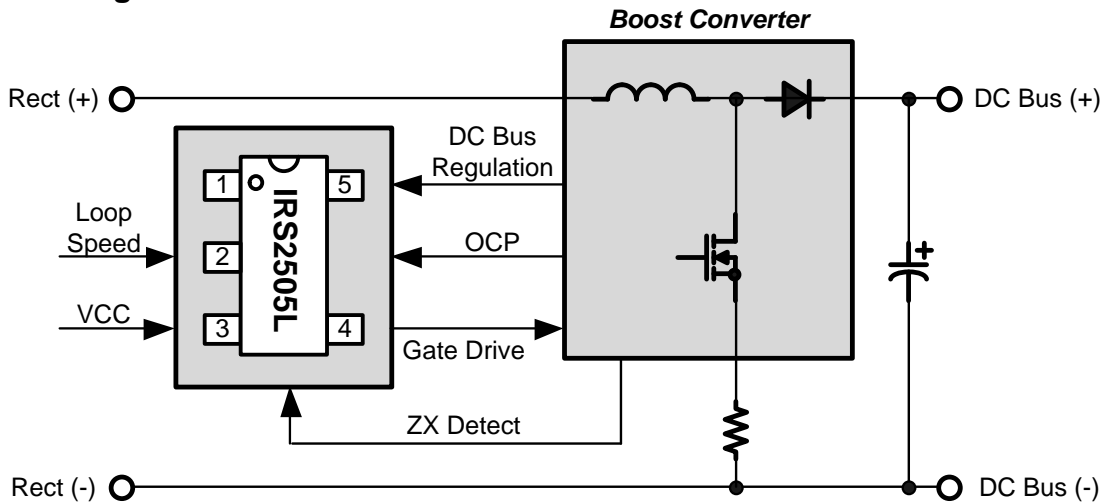 Boost Converter
Rect (+)
DC Bus (+)
DC Bus
Regulation
1
5
IRS2505L
Loop
Speed
2
OCP
+
VCC
3
4
Gate Drive
ZX Detect
Rect (-)
DC Bus (-)